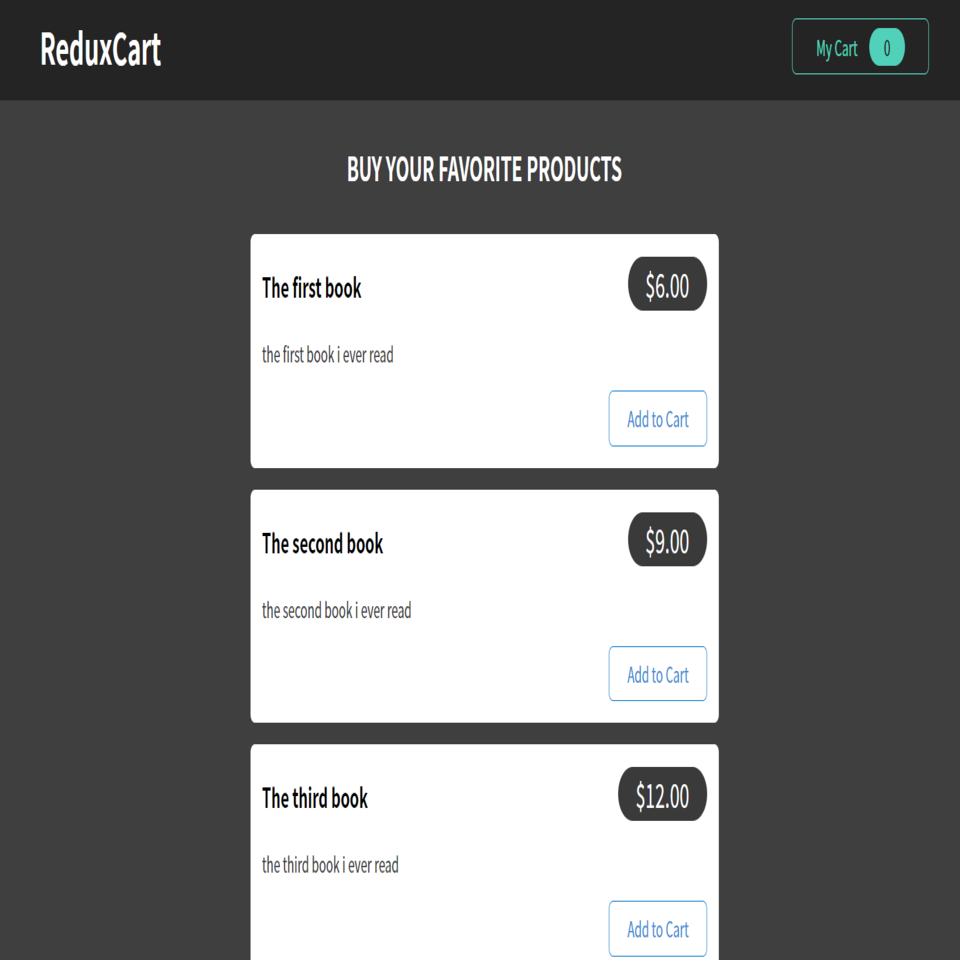 ReduxCart
My Cart 0
BUY YOUR FAVORITE PRODUCTS
The first book $6.00
the first book i ever read
Add to Cart
The second book $9.00
the second book i ever read
Add to Cart
The third book $12.00
the third book i ever read
Add to Cart